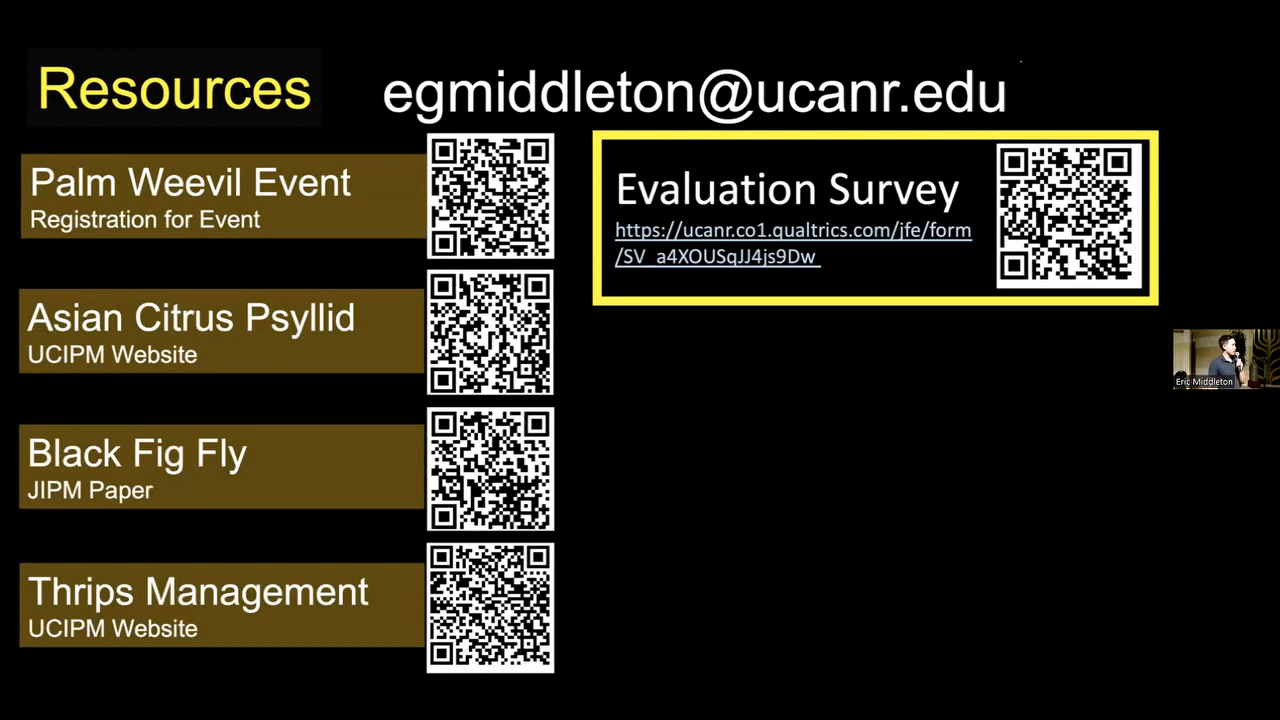 Resources
egmiddleton@ucanr.edu
Palm Weevil Event
Registration for Event
Asian Citrus Psyllid
UCIPM Website
Black Fig Fly
JIPM Paper
Thrips Management
UCIPM Website
Evaluation Survey
https://ucanr.co1.qualtrics.com/jfe/form
/SV_a4XOUSqJJ4js9Dw
Eric Middleton